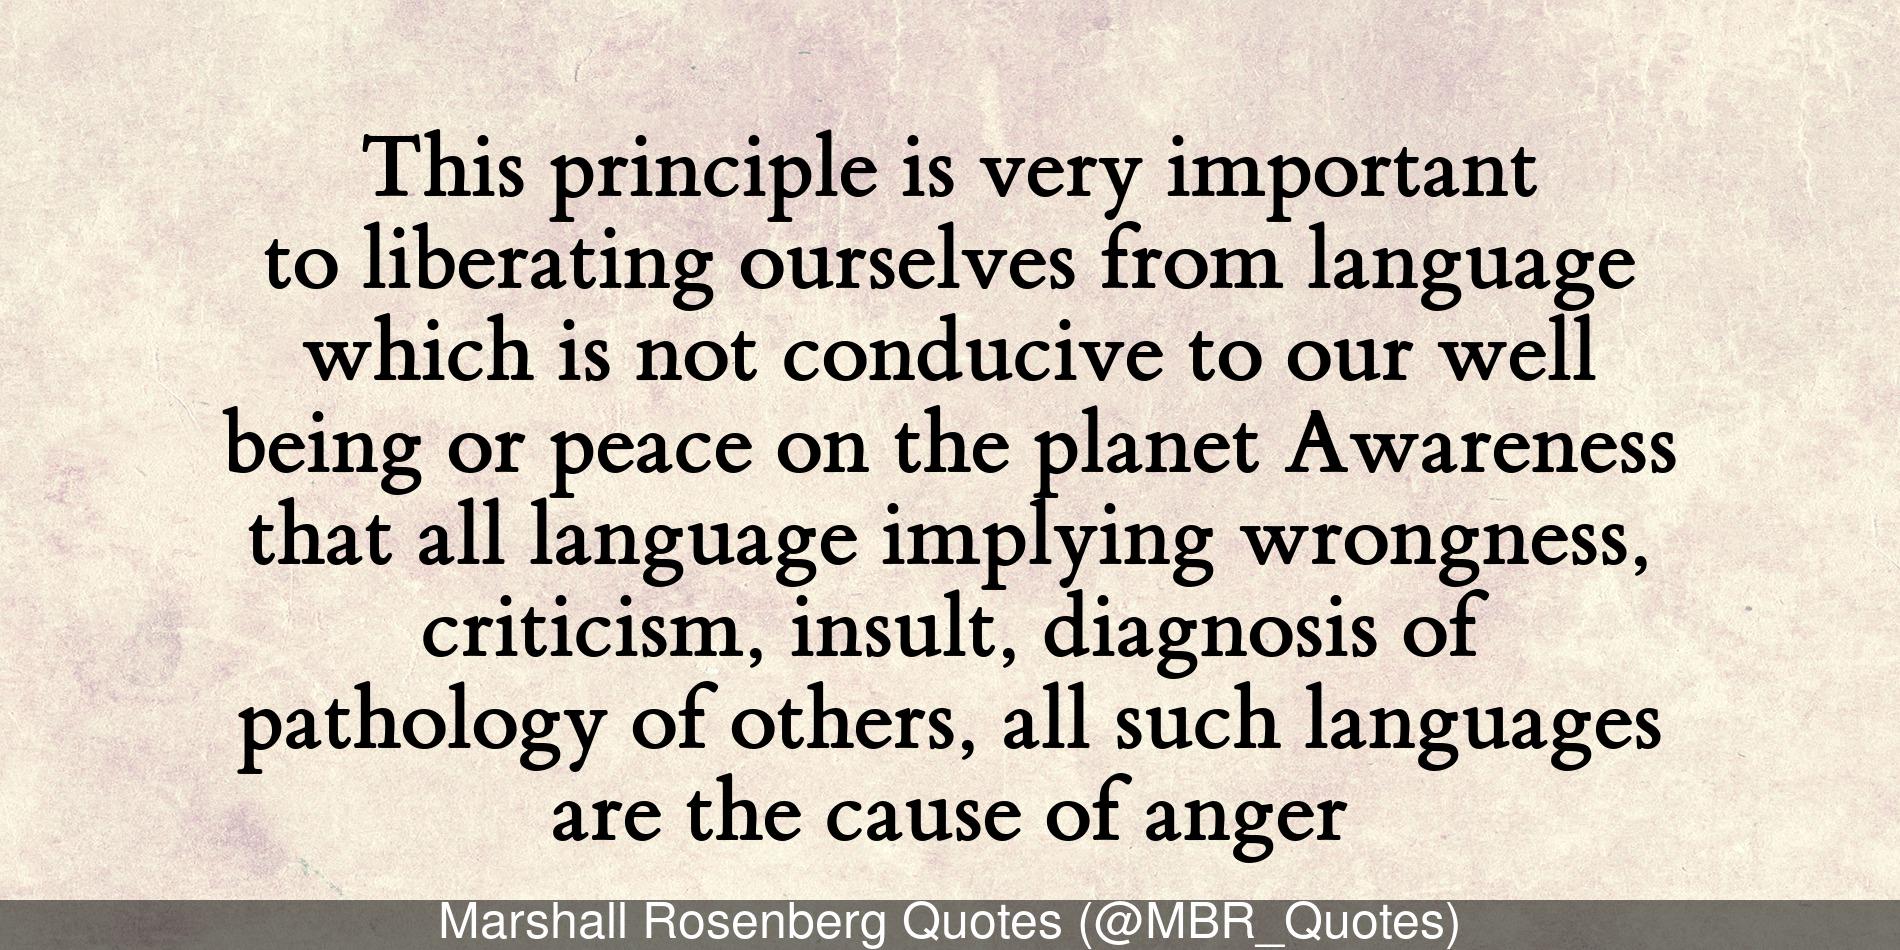 This principle is very important
to liberating ourselves from language
which is not conducive to our well
being or peace on the planet Awareness
that all language implying wrongness,
criticism, insult, diagnosis of
pathology of others, all such languages
are the cause of anger
Marshall Rosenberg Quotes (@MBR_Quotes)